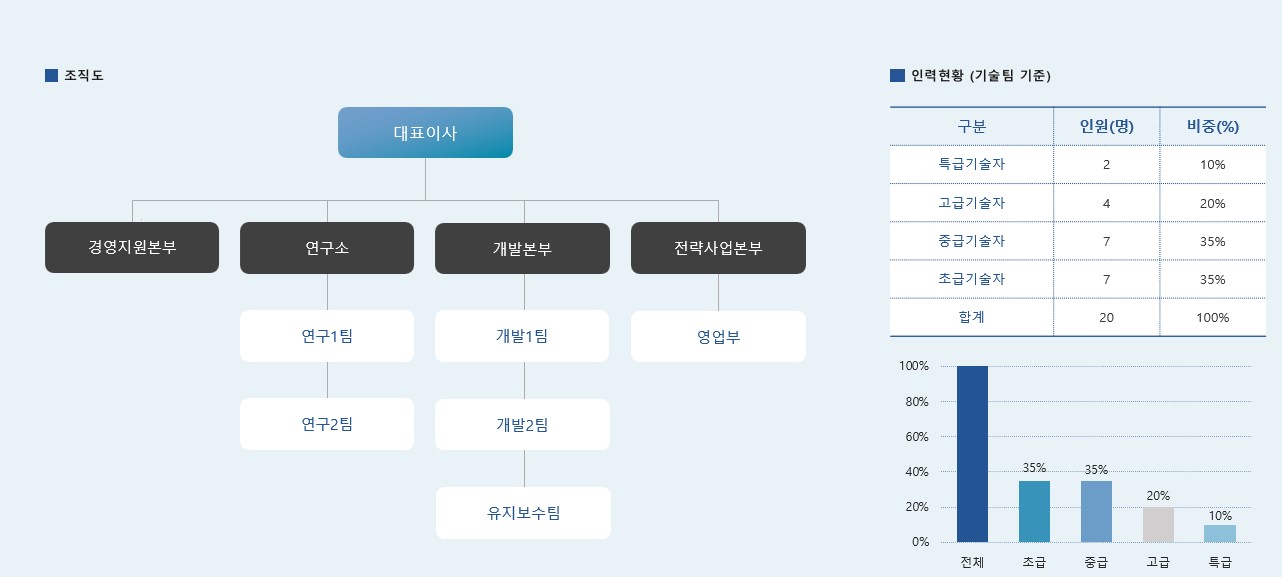 조직도
대표이사
경영지원본부 연구소 개발본부 전략사업본부
연구1팀 개발1팀 영업부
연구2팀 개발2팀
유지보수팀
인력현황 (기술팀 기준)
구분 인원(명) 비중(%)
특급기술자 2 10%
고급기술자 4 20%
중급기술자 7 35%
초급기술자 7 35%
합계 20 100%
100%
80%
60%
40%
20%
0%
35% 35% 20% 10%
전체 초급 중급 고급 특급